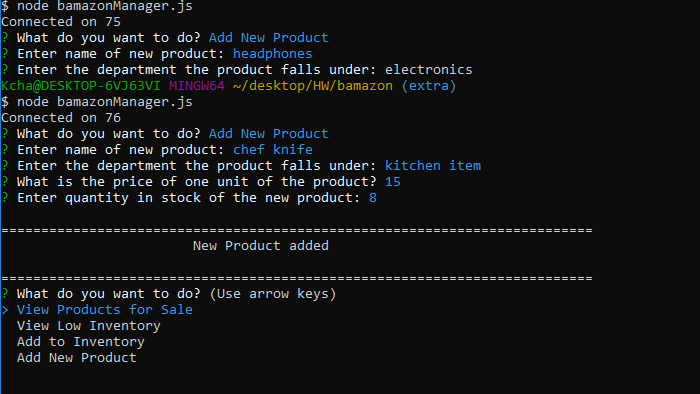 $ node bamazonManager.js
Connected on 75
? What do you want to do? Add New Product
? Enter name of new product: headphones
? Enter the department the product falls under: electronics
Kcha@DESKTOP-6VJ63VI MINGW64 ~/desktop/HW/bamazon (extra)
$ node bamazonManager.js
Connected on 76
? What do you want to do? Add New Product
? Enter name of new product: chef knife
? Enter the department the product falls under: kitchen item
? What is the price of one unit of the product? 15
? Enter quantity in stock of the new product: 8
==========================================================================
New Product added
==========================================================================
? What do you want to do? (Use arrow keys)
> View Products for Sale
View Low Inventory
Add to Inventory
Add New Product